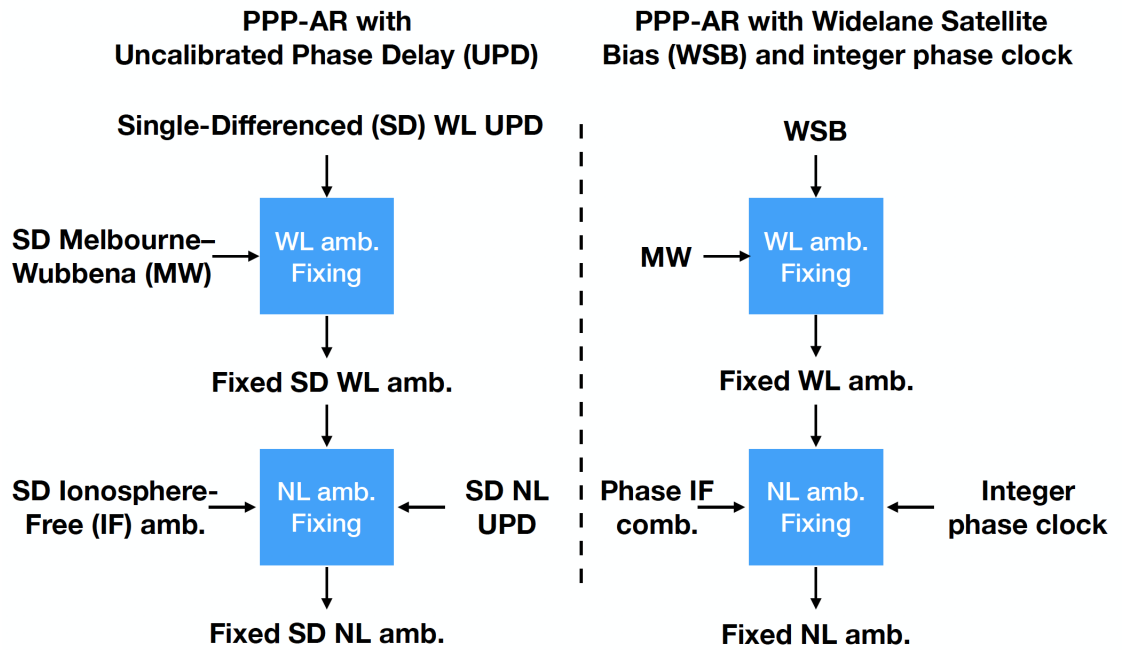 PPP-AR with
Uncalibrated Phase Delay (UPD)
Single-Differenced (SD) WL UPD
SD Melbourne–
Wubbena (MW)
WL amb.
Fixing
Fixed SD WL amb.
SD Ionosphere-
Free (IF) amb.
NL amb.
Fixing
SD NL
UPD
Fixed SD NL amb.
PPP-AR with Widelane Satellite
Bias (WSB) and integer phase clock
WSB
MW
WL amb.
Fixing
Fixed WL amb.
Phase IF
comb.
NL amb.
Fixing
Integer
phase clock
Fixed NL amb.